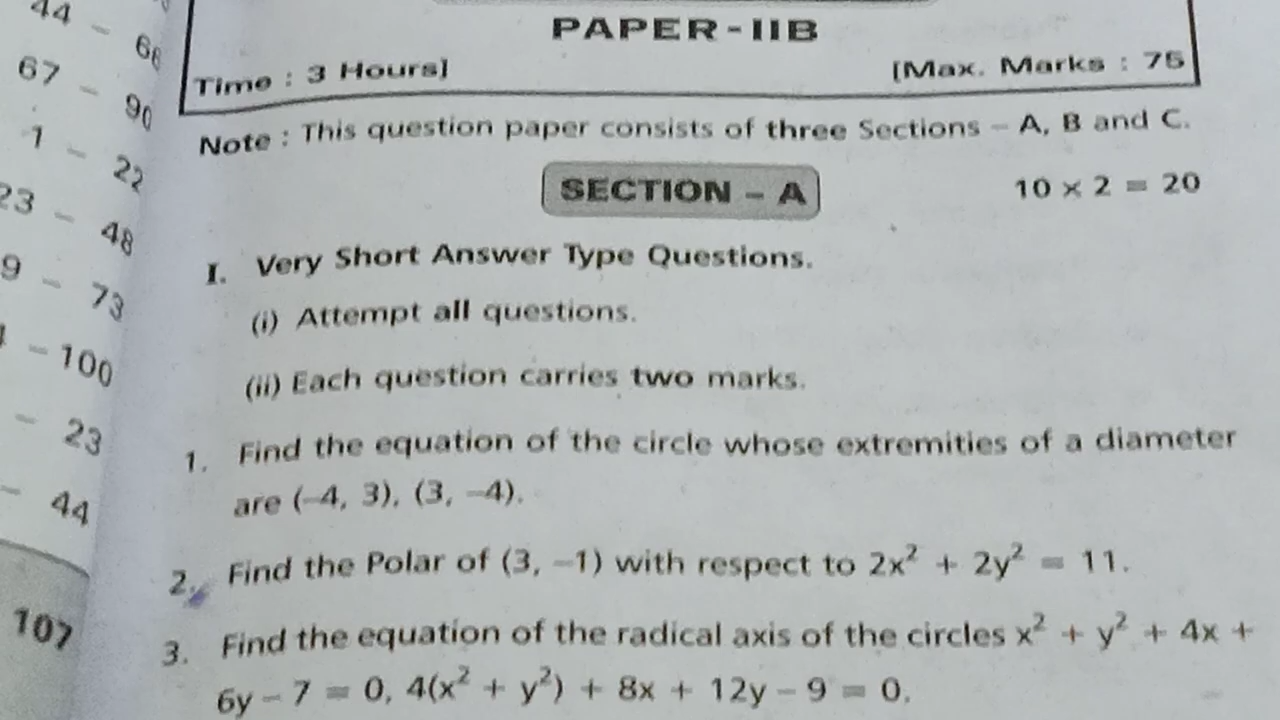 44 - 66
67 - 90
1 - 22
23 - 48
9 - 73
- 100
- 23
- 44
107
PAPER-IIB
Time : 3 Hours] [Max. Marks : 75
Note : This question paper consists of three Sections – A, B and C.
SECTION – A 10 × 2 = 20
I. Very Short Answer Type Questions.
(i) Attempt all questions.
(ii) Each question carries two marks.
1. Find the equation of the circle whose extremities of a diameter
are (–4, 3), (3, –4).
2. Find the Polar of (3, –1) with respect to 2x² + 2y² = 11.
3. Find the equation of the radical axis of the circles x² + y² + 4x +
6y – 7 = 0, 4(x² + y²) + 8x + 12y – 9 = 0.